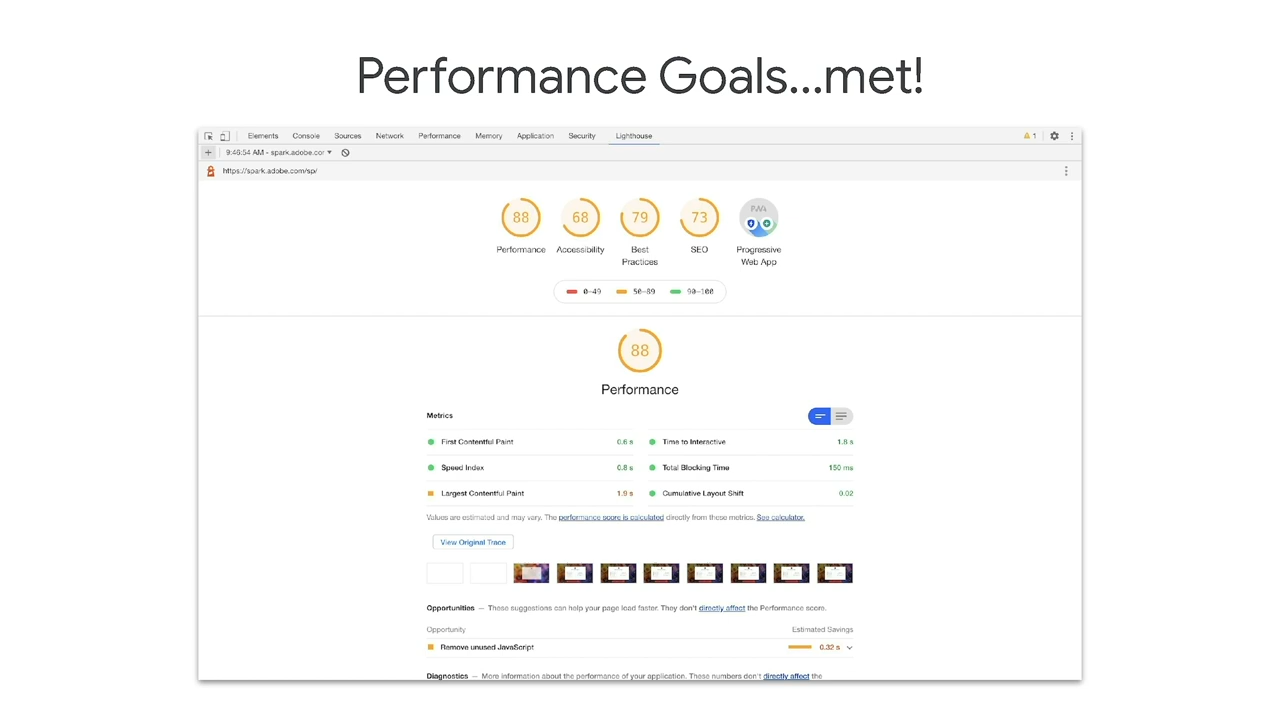 Performance Goals...met!
Elements Console Sources Network Performance Memory Application Security Lighthouse 1
9:46:54 AM - spark.adobe.cor
https://spark.adobe.com/sp/
88 68 79 73 PWA
Performance Accessibility Best Practices SEO Progressive Web App
0–49 50–89 90–100
88
Performance
Metrics
First Contentful Paint 0.6 s Time to Interactive 1.8 s
Speed Index 0.8 s Total Blocking Time 150 ms
Largest Contentful Paint 1.9 s Cumulative Layout Shift 0.02
Values are estimated and may vary. The performance score is calculated directly from these metrics. See calculator.
View Original Trace
Opportunities — These suggestions can help your page load faster. They don't directly affect the Performance score.
Opportunity Estimated Savings
Remove unused JavaScript 0.32 s
Diagnostics — More information about the performance of your application. These numbers don't directly affect the